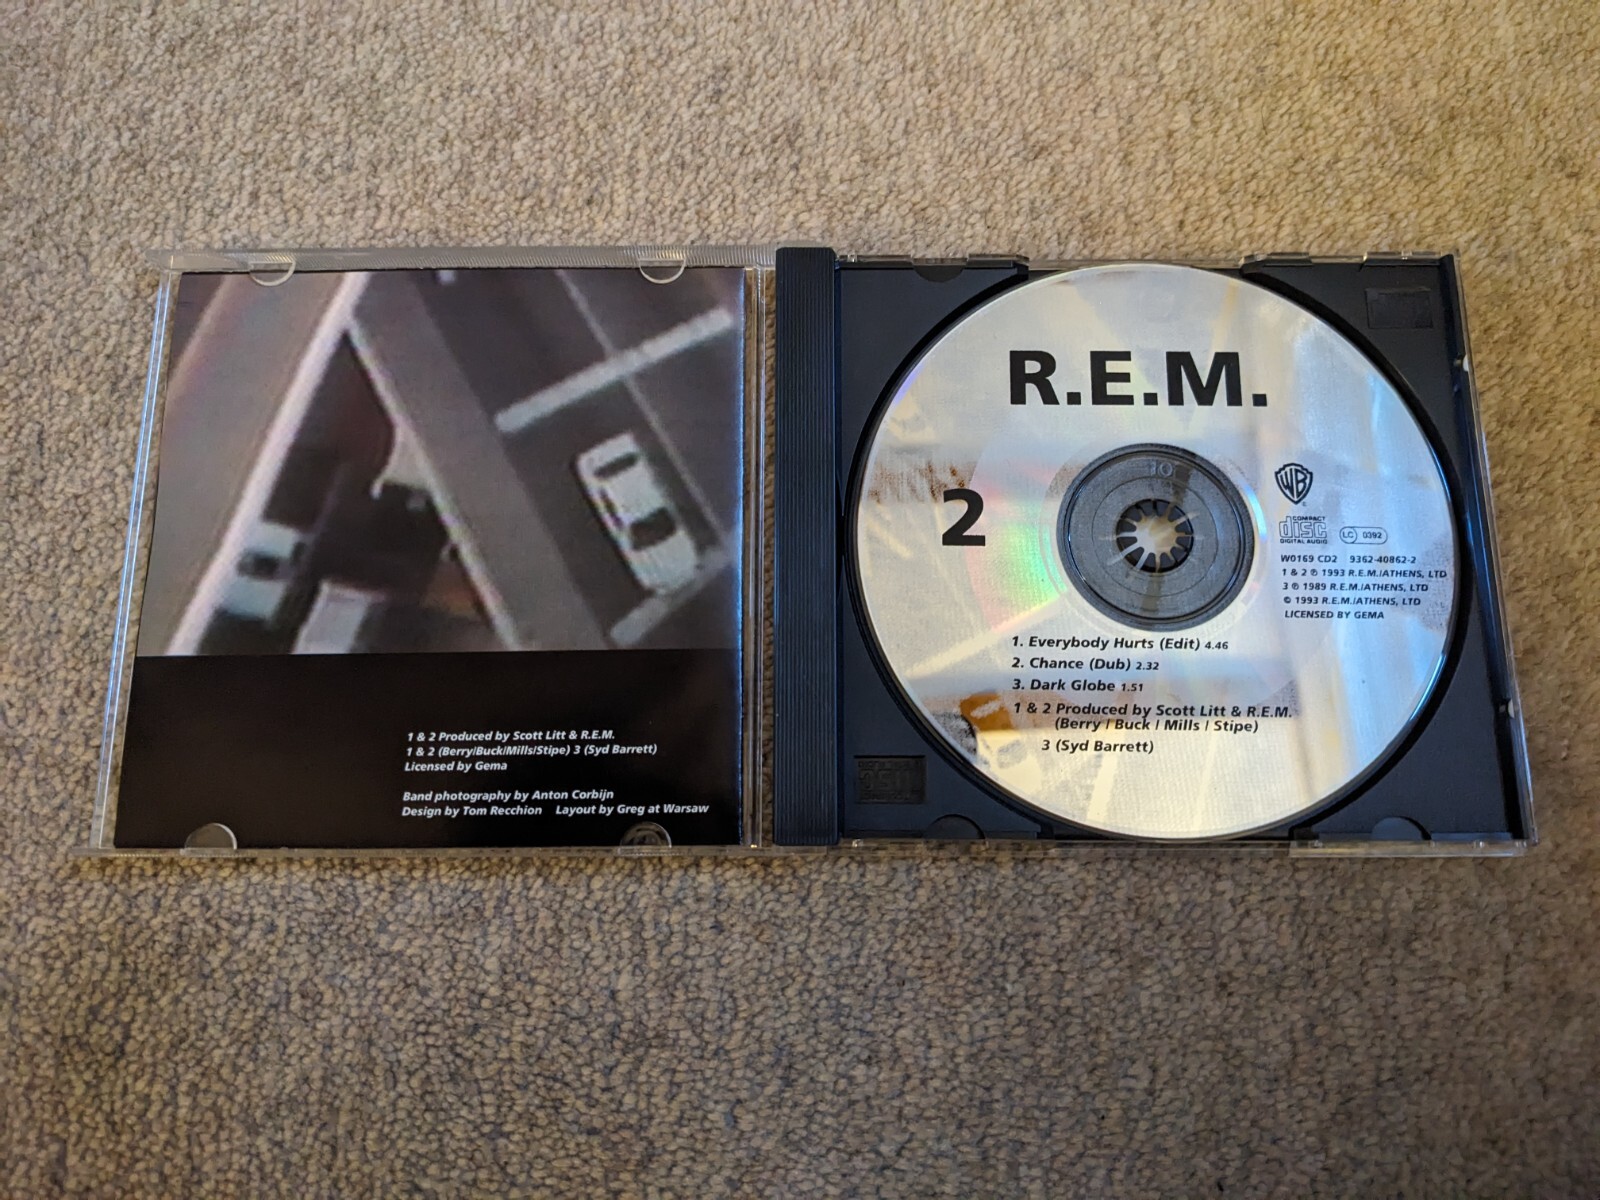 1 & 2 Produced by Scott Litt & R.E.M.
1 & 2 (Berry/Buck/Mills/Stipe) 3 (Syd Barrett)
Licensed by Gema
Band photography by Anton Corbijn
Design by Tom Recchion Layout by Greg at Warsaw
R.E.M.
2
WB
COMPACT
disc
DIGITAL AUDIO
LC 0392
W0169 CD2 9362-40862-2
1 & 2 ℗ 1993 R.E.M./ATHENS, LTD
3 ℗ 1989 R.E.M./ATHENS, LTD
© 1993 R.E.M./ATHENS, LTD
LICENSED BY GEMA
1. Everybody Hurts (Edit) 4.46
2. Chance (Dub) 2.32
3. Dark Globe 1.51
1 & 2 Produced by Scott Litt & R.E.M.
(Berry / Buck / Mills / Stipe)
3 (Syd Barrett)